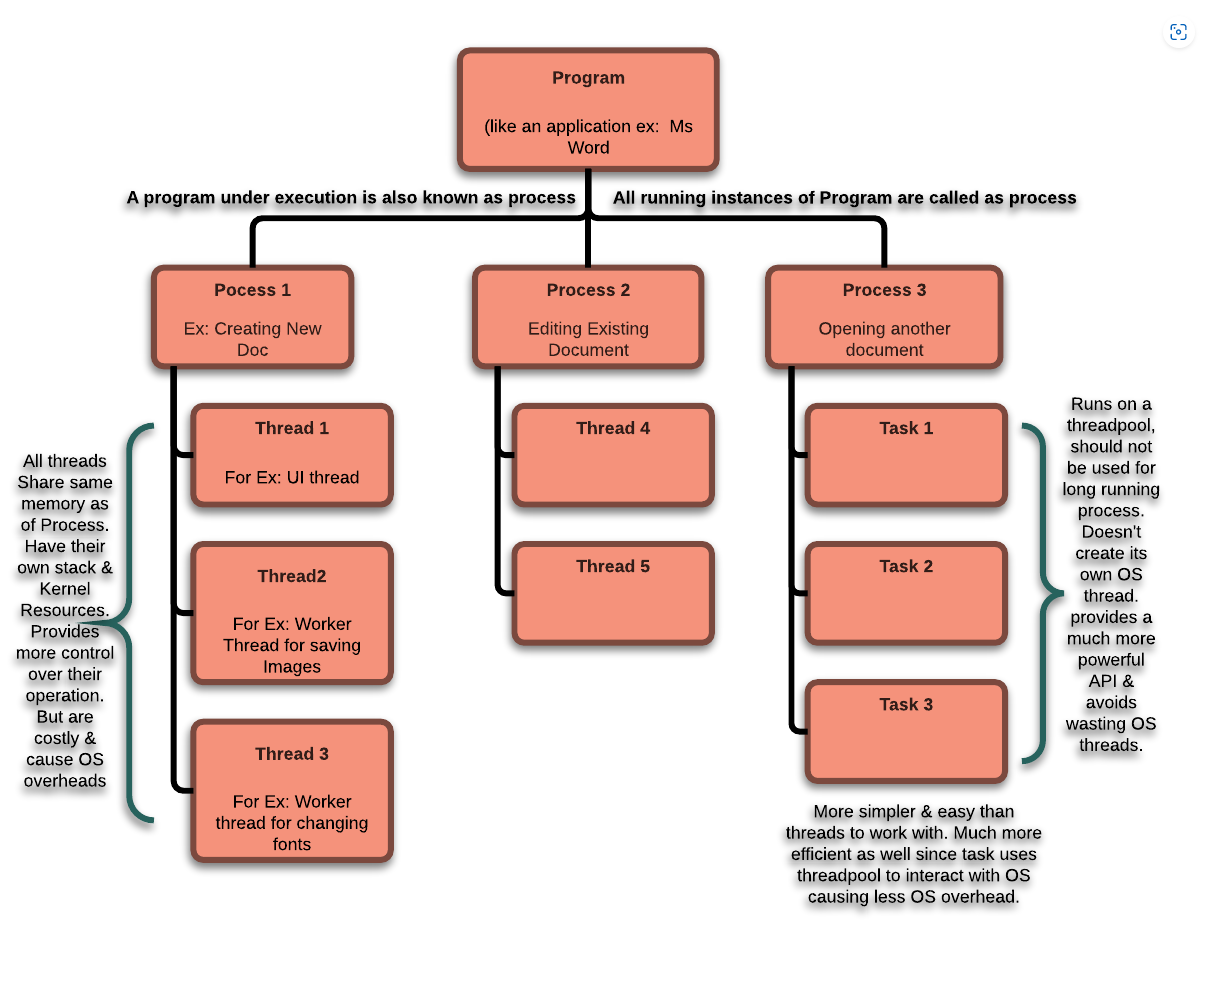 Program
(like an application ex:  Ms
Word
A program under execution is also known as process
All running instances of Program are called as process
Pocess 1
Ex: Creating New
Doc
Process 2
Editing Existing
Document
Process 3
Opening another
document
All threads
Share same
memory as
of Process.
Have their
own stack &
Kernel
Resources.
Provides
more control
over their
operation.
But are
costly &
cause OS
overheads
Thread 1
For Ex: UI thread
Thread2
For Ex: Worker
Thread for saving
Images
Thread 3
For Ex: Worker
thread for changing
fonts
Thread 4
Thread 5
Task 1
Task 2
Task 3
Runs on a
threadpool,
should not
be used for
long running
process.
Doesn't
create its
own OS
thread.
provides a
much more
powerful
API &
avoids
wasting OS
threads.
More simpler & easy than
threads to work with. Much more
efficient as well since task uses
threadpool to interact with OS
causing less OS overhead.